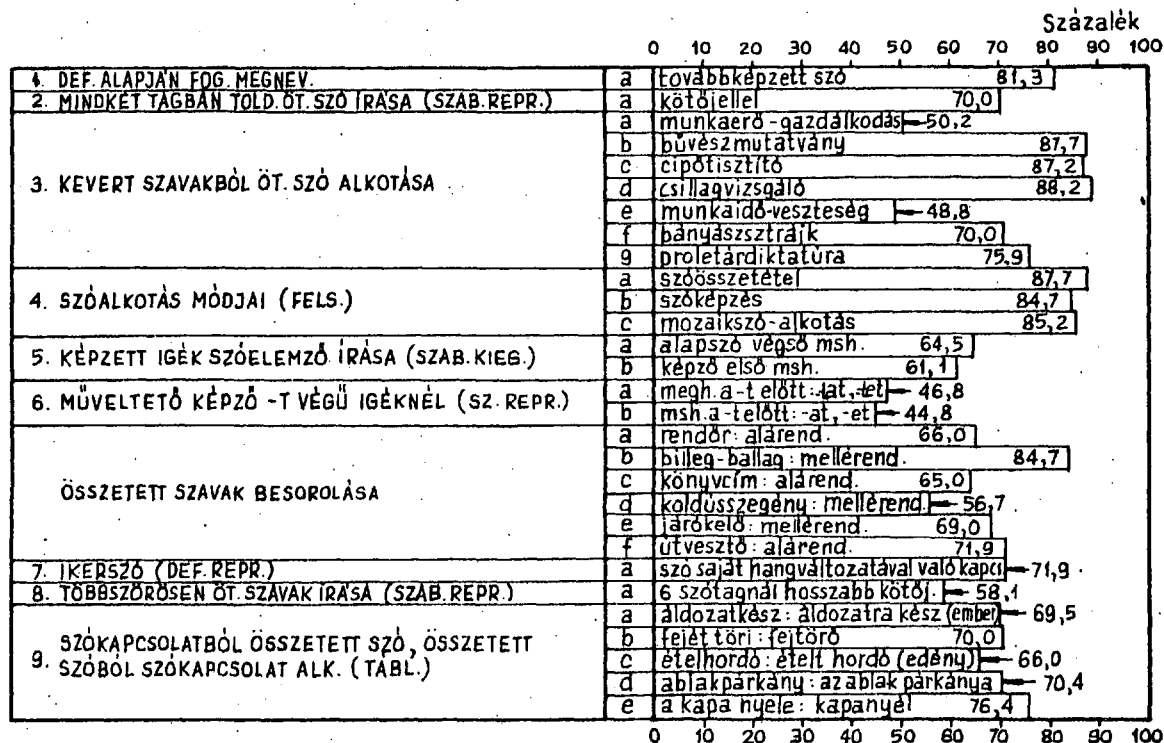 Százalék
0 10 20 30 40 50 60 70 80 90 100
1. DEF. ALAPJÁN FOG. MEGNEV. a továbbképzett szó 81,3
2. MINDKÉT TAGBAN TOLD. ÖT. SZÓ ÍRÁSA (SZAB. REPR.) a kötőjellel 70,0
3. KEVERT SZAVAKBÓL ÖT. SZÓ ALKOTÁSA
a munkaerő-gazdálkodás 50,2
b bűvészmutatvány 87,7
c cipőtisztító 87,2
d csillagvizsgáló 88,2
e munkaidő-veszteség 48,8
f bányászsztrájk 70,0
g proletárdiktatúra 75,9
4. SZÓALKOTÁS MÓDJAI (FELS.)
a szóösszetétel 87,7
b szóképzés 84,7
c mozaikszó-alkotás 85,2
5. KÉPZETT IGÉK SZÓELEMZŐ ÍRÁSA (SZAB. KIEG.)
a alapszó végső msh. 64,5
b képző első msh. 61,1
6. MŰVELTETŐ KÉPZŐ -T VÉGŰ IGÉKNÉL (SZ. REPR.)
a megh. a -t előtt: -tat, -tet 46,8
b msh. a -t előtt: -at, -et 44,8
ÖSSZETETT SZAVAK BESOROLÁSA
a rendőr: alárend. 66,0
b billeg-ballag: mellérend. 84,7
c könyvcím: alárend. 65,0
d koldusszegény: mellérend. 56,7
e járókelő: mellérend. 69,0
f útvesztő: alárend. 71,9
7. IKERSZÓ (DEF. REPR.) a szó saját hangváltozatával való kapcs. 71,9
8. TÖBBSZÖRÖSEN ÖT. SZAVAK ÍRÁSA (SZAB. REPR.) a 6 szótagnál hosszabb kötőj. 58,1
9. SZÓKAPCSOLATBÓL ÖSSZETETT SZÓ, ÖSSZETETT
SZÓBÓL SZÓKAPCSOLAT ALK. (TÁBL.)
a áldozatkész: áldozatra kész (ember) 69,5
b fejét töri: fejtörő 70,0
c ételhordó: ételt hordó (edény) 66,0
d ablakpárkány: az ablak párkánya 70,4
e a kapa nyele: kapanyél 76,4
0 10 20 30 40 50 60 70 80 90 100